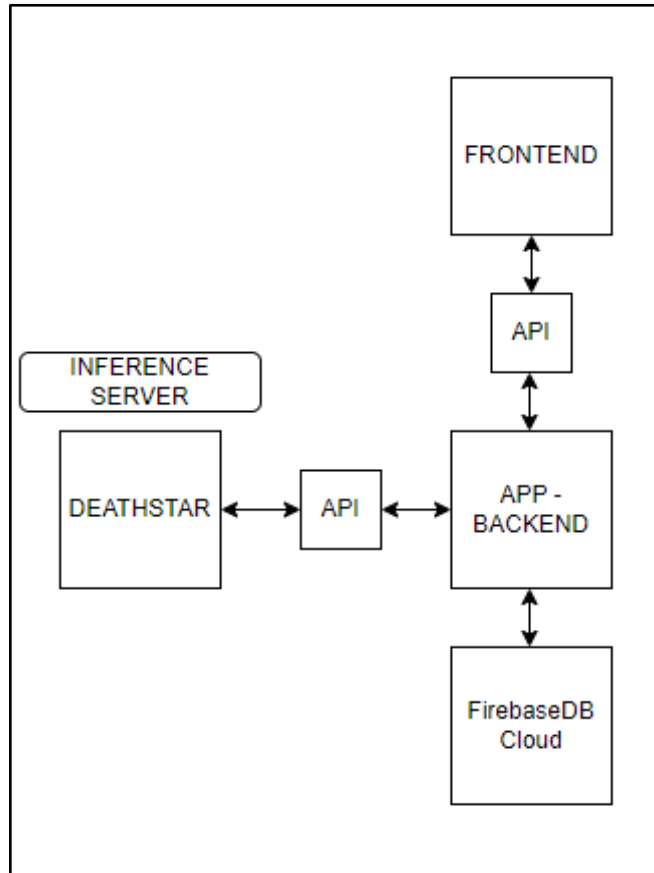 FRONTEND
API
INFERENCE
SERVER
DEATHSTAR
API
APP -
BACKEND
FirebaseDB
Cloud